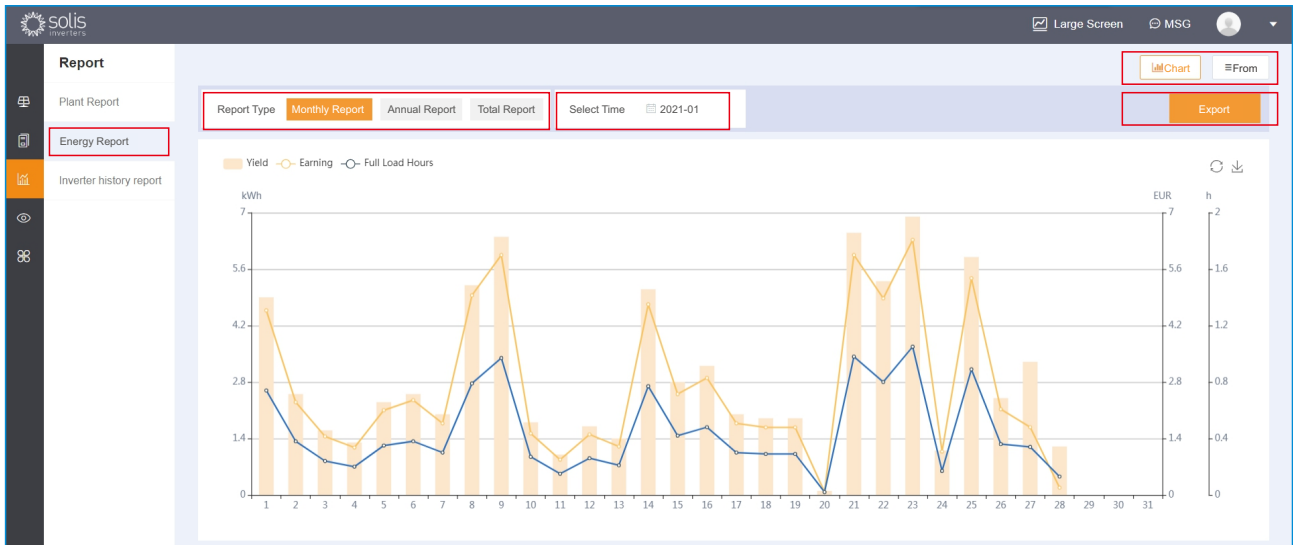 solis
inverters
Large Screen
MSG
Report
Chart
From
Plant Report
Report Type Monthly Report Annual Report Total Report
Select Time 2021-01
Export
Energy Report
Inverter history report
Yield Earning Full Load Hours
kWh EUR h
7 7 2
5.6 5.6 1.6
4.2 4.2 1.2
2.8 2.8 0.8
1.4 1.4 0.4
0 0 0
1 2 3 4 5 6 7 8 9 10 11 12 13 14 15 16 17 18 19 20 21 22 23 24 25 26 27 28 29 30 31